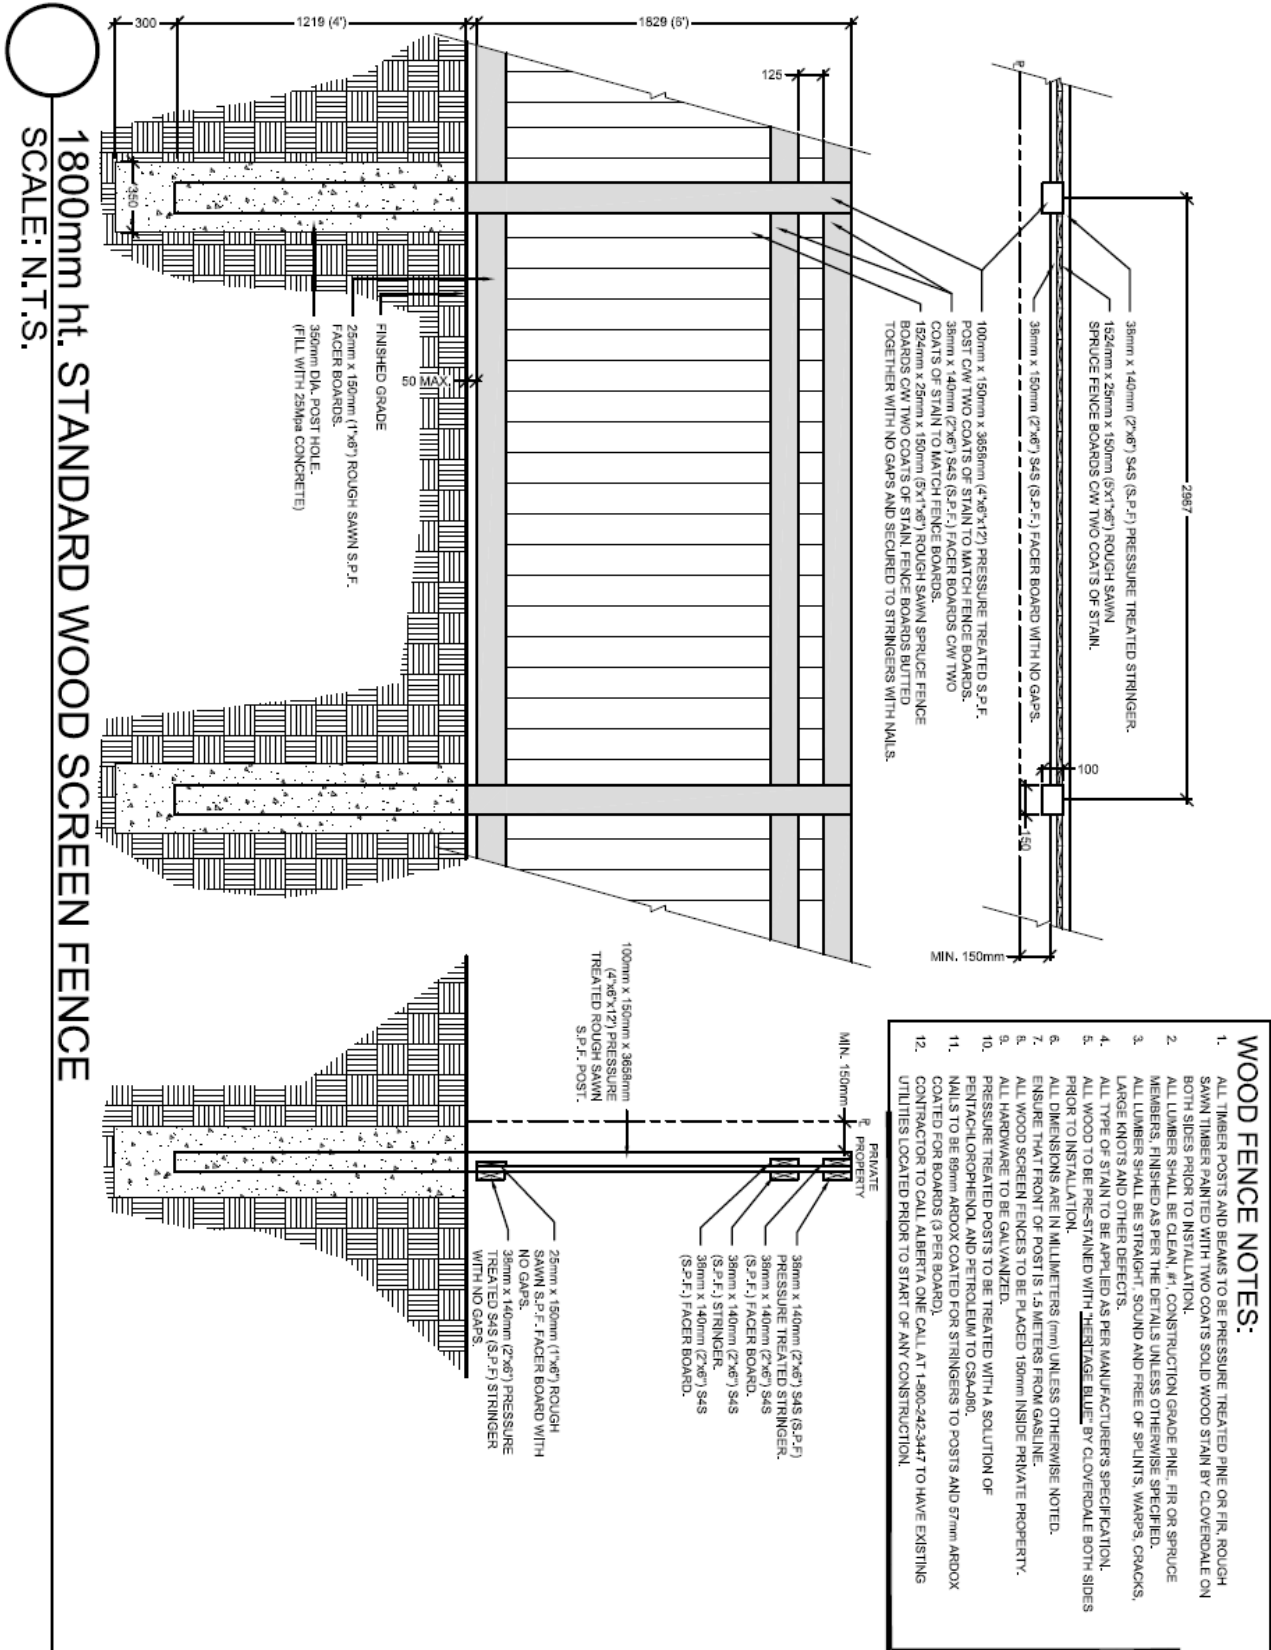 2987
38mm x 140mm (2"x6") S4S (S.P.F) PRESSURE TREATED STRINGER.
1524mm x 25mm x 150mm (5'x1"x6") ROUGH SAWN
SPRUCE FENCE BOARDS C/W TWO COATS OF STAIN.
38mm x 150mm (2"x6") S4S (S.P.F.) FACER BOARD WITH NO GAPS.
100
150
MIN. 150mm
125
1829 (6')
1219 (4')
300
350
50 MAX.
100mm x 150mm x 3658mm (4"x6"x12') PRESSURE TREATED S.P.F.
POST C/W TWO COATS OF STAIN TO MATCH FENCE BOARDS.
38mm x 140mm (2"x6") S4S (S.P.F.) FACER BOARDS C/W TWO
COATS OF STAIN TO MATCH FENCE BOARDS.
1524mm x 25mm x 150mm (5'x1"x6") ROUGH SAWN SPRUCE FENCE
BOARDS C/W TWO COATS OF STAIN. FENCE BOARDS BUTTED
TOGETHER WITH NO GAPS AND SECURED TO STRINGERS WITH NAILS.
FINISHED GRADE
25mm x 150mm (1"x6") ROUGH SAWN S.P.F.
FACER BOARDS.
350mm DIA. POST HOLE.
(FILL WITH 25Mpa CONCRETE)
WOOD FENCE NOTES:
1. ALL TIMBER POSTS AND BEAMS TO BE PRESSURE TREATED PINE OR FIR, ROUGH
SAWN TIMBER PAINTED WITH TWO COATS SOLID WOOD STAIN BY CLOVERDALE ON
BOTH SIDES PRIOR TO INSTALLATION.
2. ALL LUMBER SHALL BE CLEAN, #1, CONSTRUCTION GRADE PINE, FIR OR SPRUCE
MEMBERS, FINISHED AS PER THE DETAILS UNLESS OTHERWISE SPECIFIED.
3. ALL LUMBER SHALL BE STRAIGHT, SOUND AND FREE OF SPLINTS, WARPS, CRACKS,
LARGE KNOTS AND OTHER DEFECTS.
4. ALL TYPE OF STAIN TO BE APPLIED AS PER MANUFACTURER'S SPECIFICATION.
5. ALL WOOD TO BE PRE-STAINED WITH "HERITAGE BLUE" BY CLOVERDALE BOTH SIDES
PRIOR TO INSTALLATION.
6. ALL DIMENSIONS ARE IN MILLIMETERS (mm) UNLESS OTHERWISE NOTED.
7. ENSURE THAT FRONT OF POST IS 1.5 METERS FROM GASLINE.
8. ALL WOOD SCREEN FENCES TO BE PLACED 150mm INSIDE PRIVATE PROPERTY.
9. ALL HARDWARE TO BE GALVANIZED.
10. PRESSURE TREATED POSTS TO BE TREATED WITH A SOLUTION OF
PENTACHLOROPHENOL AND PETROLEUM TO CSA-080.
11. NAILS TO BE 89mm ARDOX COATED FOR STRINGERS TO POSTS AND 57mm ARDOX
COATED FOR BOARDS (3 PER BOARD).
12. CONTRACTOR TO CALL ALBERTA ONE CALL AT 1-800-242-3447 TO HAVE EXISTING
UTILITIES LOCATED PRIOR TO START OF ANY CONSTRUCTION.
PRIVATE
PROPERTY
MIN. 150mm
100mm x 150mm x 3658mm
(4"x6"x12') PRESSURE
TREATED ROUGH SAWN
S.P.F. POST.
38mm x 140mm (2"x6") S4S (S.P.F)
PRESSURE TREATED STRINGER.
38mm x 140mm (2"x6") S4S
(S.P.F.) FACER BOARD.
38mm x 140mm (2"x6") S4S
(S.P.F.) STRINGER.
38mm x 140mm (2"x6") S4S
(S.P.F.) FACER BOARD.
25mm x 150mm (1"x6") ROUGH
SAWN S.P.F. FACER BOARD WITH
NO GAPS.
38mm x 140mm (2"x6") PRESSURE
TREATED S4S (S.P.F) STRINGER
WITH NO GAPS.
1800mm ht. STANDARD WOOD SCREEN FENCE
SCALE: N.T.S.